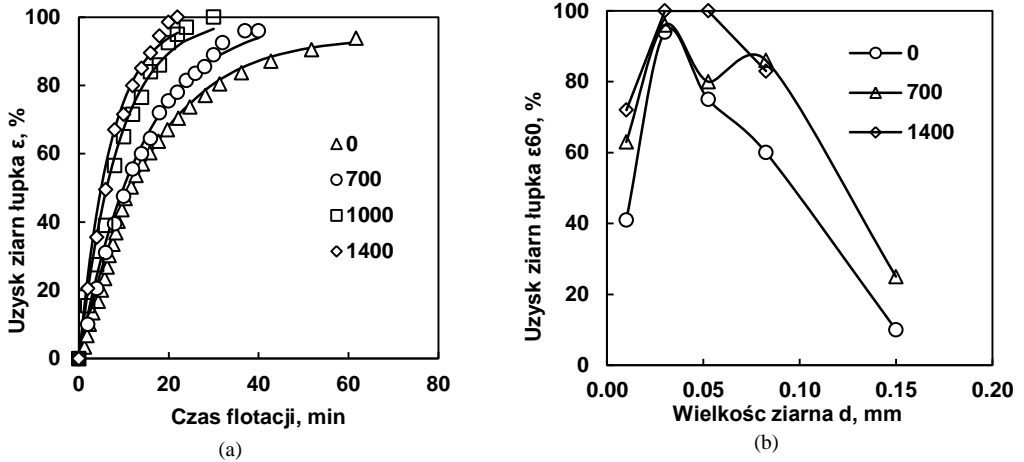 Uzysk ziarn łupka ε, %
100
80
60
40
20
0
0
700
1000
1400
0 20 40 60 80
Czas flotacji, min
(a)
Uzysk ziarn łupka ε60, %
100
80
60
40
20
0
0
700
1400
0.00 0.05 0.10 0.15 0.20
Wielkośc ziarna d, mm
(b)